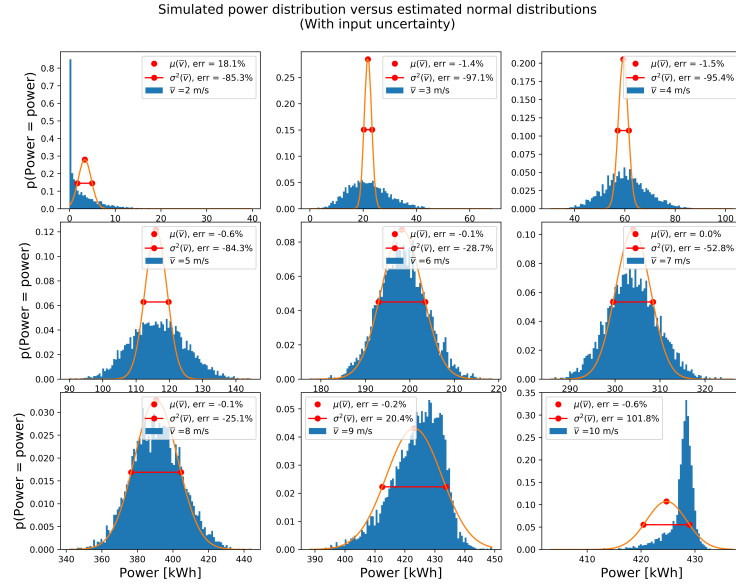 Simulated power distribution versus estimated normal distributions
(With input uncertainty)
p(Power = power)
0.8
0.7
0.6
0.5
0.4
0.3
0.2
0.1
0.0
0 10 20 30 40
μ(v̅), err 18.1%
σ²(v̅), err -85.3%
v̅ =2 m/s
0.25
0.20
0.15
0.10
0.05
0.00
0 20 40 60
μ(v̅), err -1.4%
σ²(v̅), err -97.1%
v̅ =3 m/s
0.200
0.175
0.150
0.125
0.100
0.075
0.050
0.025
0.000
40 60 80 100
μ(v̅), err -1.5%
σ²(v̅), err -95.4%
v̅ =4 m/s
p(Power = power)
0.12
0.10
0.08
0.06
0.04
0.02
0.00
90 100 110 120 130 140
μ(v̅), err -0.6%
σ²(v̅), err -84.3%
v̅ =5 m/s
0.08
0.06
0.04
0.02
0.00
180 190 200 210 220
μ(v̅), err -0.1%
σ²(v̅), err -28.7%
v̅ =6 m/s
0.10
0.08
0.06
0.04
0.02
0.00
290 300 310 320
μ(v̅), err 0.0%
σ²(v̅), err -52.8%
v̅ =7 m/s
p(Power = power)
0.030
0.025
0.020
0.015
0.010
0.005
0.000
340 360 380 400 420 440
Power [kWh]
μ(v̅), err -0.1%
σ²(v̅), err -25.1%
v̅ =8 m/s
0.05
0.04
0.03
0.02
0.01
0.00
390 400 410 420 430 440 450
Power [kWh]
μ(v̅), err -0.2%
σ²(v̅), err 20.4%
v̅ =9 m/s
0.35
0.30
0.25
0.20
0.15
0.10
0.05
0.00
410 420 430
Power [kWh]
μ(v̅), err -0.6%
σ²(v̅), err 101.8%
v̅ =10 m/s